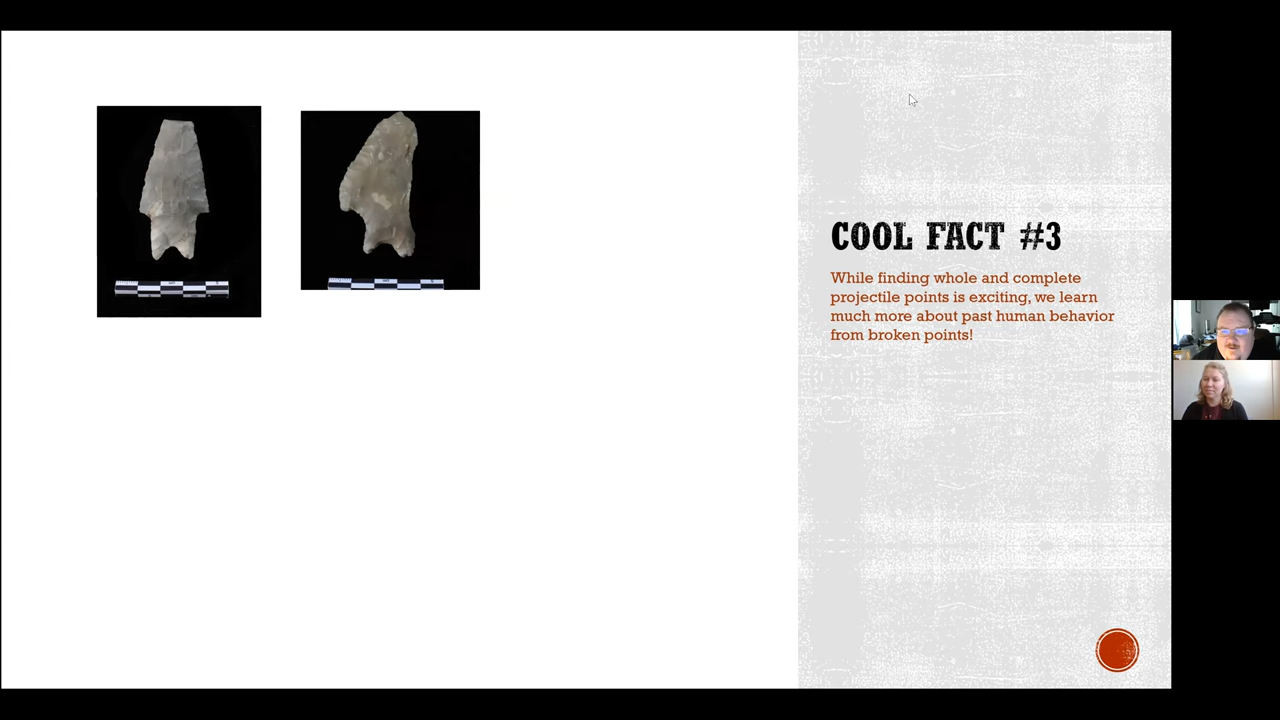 COOL FACT #3
While finding whole and complete
projectile points is exciting, we learn
much more about past human behavior
from broken points!